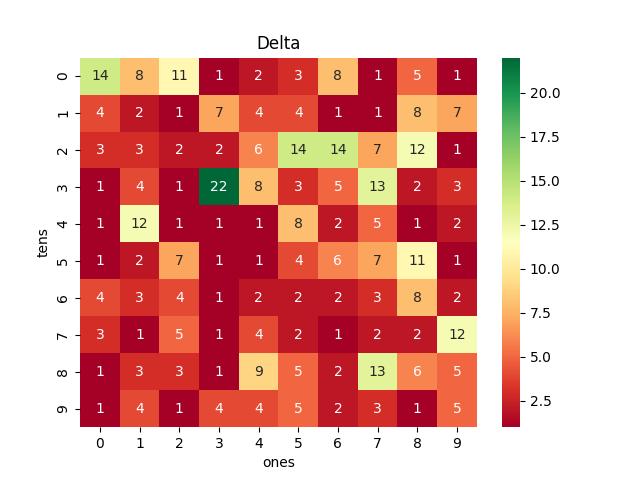 Delta
0 14 8 11 1 2 3 8 1 5 1
1 4 2 1 7 4 4 1 1 8 7
2 3 3 2 2 6 14 14 7 12 1
3 1 4 1 22 8 3 5 13 2 3
4 1 12 1 1 1 8 2 5 1 2
5 1 2 7 1 1 4 6 7 11 1
6 4 3 4 1 2 2 2 3 8 2
7 3 1 5 1 4 2 1 2 2 12
8 1 3 3 1 9 5 2 13 6 5
9 1 4 1 4 4 5 2 3 1 5
0 1 2 3 4 5 6 7 8 9
ones
tens
20.0
17.5
15.0
12.5
10.0
7.5
5.0
2.5